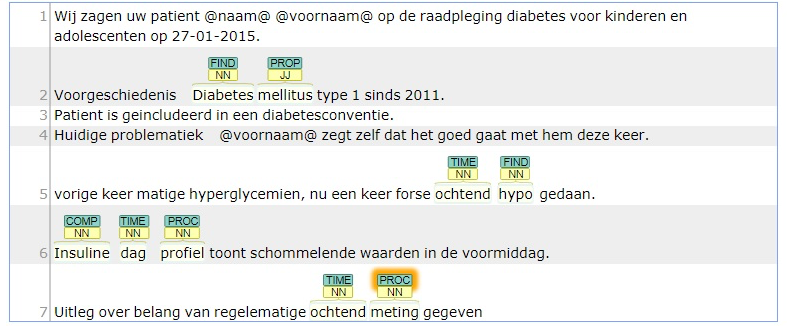 1 Wij zagen uw patient @naam@ @voornaam@ op de raadpleging diabetes voor kinderen en
adolescenten op 27-01-2015.
FIND PROP
NN JJ
2 Voorgeschiedenis Diabetes mellitus type 1 sinds 2011.
3 Patient is geincludeerd in een diabetesconventie.
4 Huidige problematiek @voornaam@ zegt zelf dat het goed gaat met hem deze keer.
TIME FIND
NN NN
5 vorige keer matige hyperglycemien, nu een keer forse ochtend hypo gedaan.
COMP TIME PROC
NN NN NN
6 Insuline dag profiel toont schommelende waarden in de voormiddag.
TIME PROC
NN NN
7 Uitleg over belang van regelematige ochtend meting gegeven